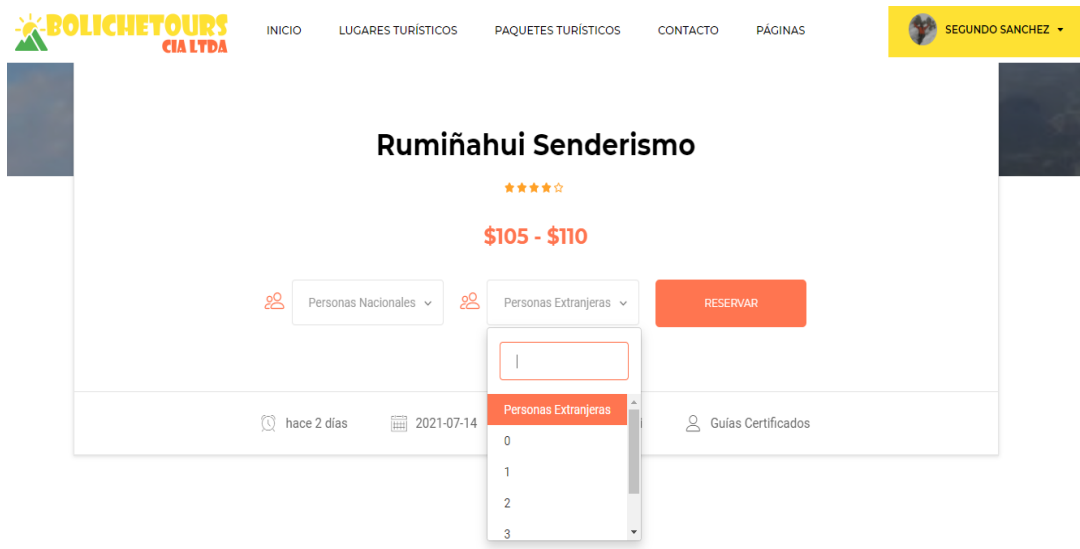 BOLICHETOURS
CIA LTDA
INICIO
LUGARES TURÍSTICOS
PAQUETES TURÍSTICOS
CONTACTO
PÁGINAS
SEGUNDO SANCHEZ
Rumiñahui Senderismo
$105 - $110
Personas Nacionales
Personas Extranjeras
RESERVAR
Personas Extranjeras
0
1
2
3
hace 2 días
2021-07-14
Guías Certificados